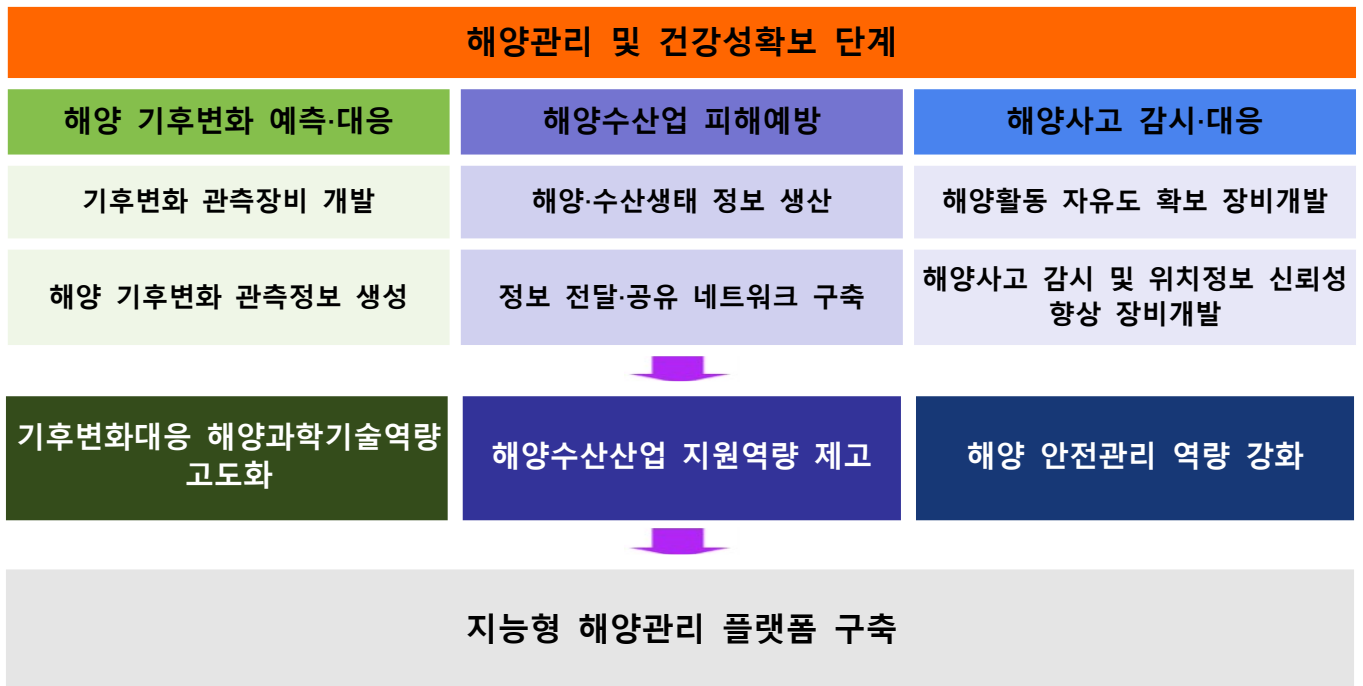 해양관리 및 건강성확보 단계
해양 기후변화 예측·대응
해양수산업 피해예방
해양사고 감시·대응
기후변화 관측장비 개발
해양·수산생태 정보 생산
해양활동 자유도 확보 장비개발
해양 기후변화 관측정보 생성
정보 전달·공유 네트워크 구축
해양사고 감시 및 위치정보 신뢰성
향상 장비개발
기후변화대응 해양과학기술역량
고도화
해양수산산업 지원역량 제고
해양 안전관리 역량 강화
지능형 해양관리 플랫폼 구축